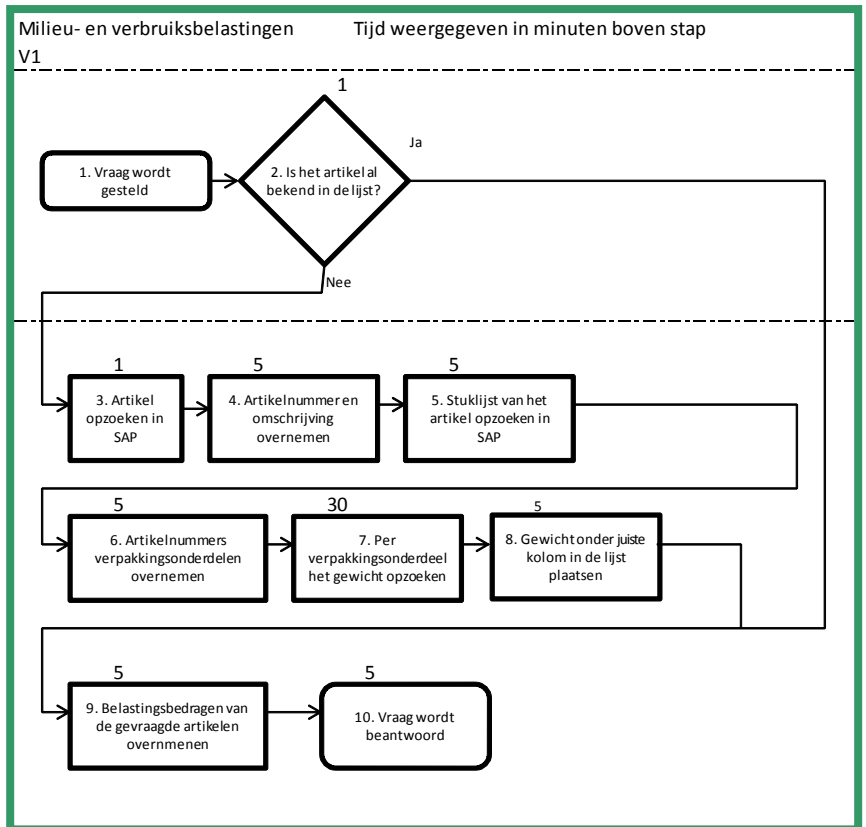 Milieu- en verbruiksbelastingen Tijd weergegeven in minuten boven stap
V1
1
Ja
1. Vraag wordt
gesteld
2. Is het artikel al
bekend in de lijst?
Nee
1
5
5
3. Artikel
opzoeken in
SAP
4. Artikelnummer en
omschrijving
overnemen
5. Stuklijst van het
artikel opzoeken in
SAP
5
30
5
6. Artikelnummers
verpakkingsonderdelen
overnemen
7. Per
verpakkingsonderdeel
het gewicht opzoeken
8. Gewicht onder juiste
kolom in de lijst
plaatsen
5
5
9. Belastingsbedragen van
de gevraagde artikelen
overnmenen
10. Vraag wordt
beantwoord